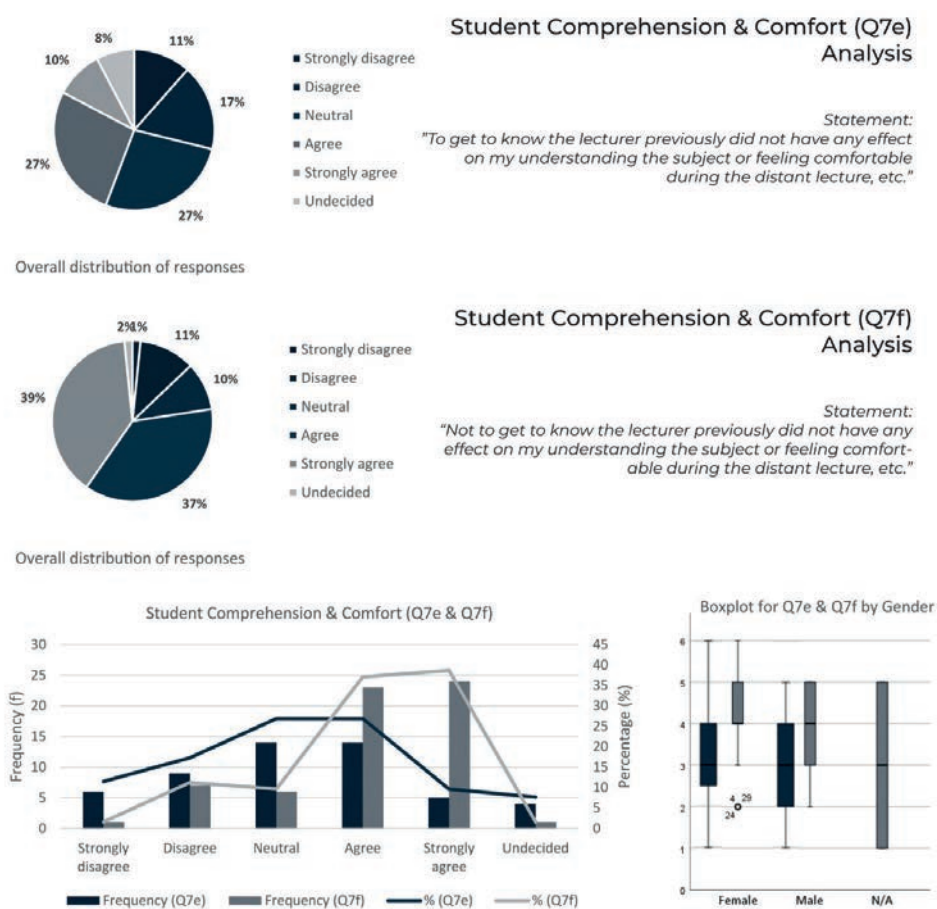 Student Comprehension & Comfort (Q7e)
Analysis
8%
11%
10%
17%
27%
27%
Strongly disagree
Disagree
Neutral
Agree
Strongly agree
Undecided
Statement:
"To get to know the lecturer previously did not have any effect
on my understanding the subject or feeling comfortable
during the distant lecture, etc."
Overall distribution of responses
Student Comprehension & Comfort (Q7f)
Analysis
2%
1%
11%
10%
39%
37%
Strongly disagree
Disagree
Neutral
Agree
Strongly agree
Undecided
Statement:
"Not to get to know the lecturer previously did not have any
effect on my understanding the subject or feeling comfort-
able during the distant lecture, etc."
Overall distribution of responses
Student Comprehension & Comfort (Q7e & Q7f)
Frequency (f)
30
25
20
15
10
5
0
45
40
35
30
25
20
15
10
5
0
Percentage (%)
Strongly disagree
Disagree
Neutral
Agree
Strongly agree
Undecided
Frequency (Q7e)
Frequency (Q7f)
% (Q7e)
% (Q7f)
Boxplot for Q7e & Q7f by Gender
6
5
4
3
2
1
0
4
29
24
Female
Male
N/A